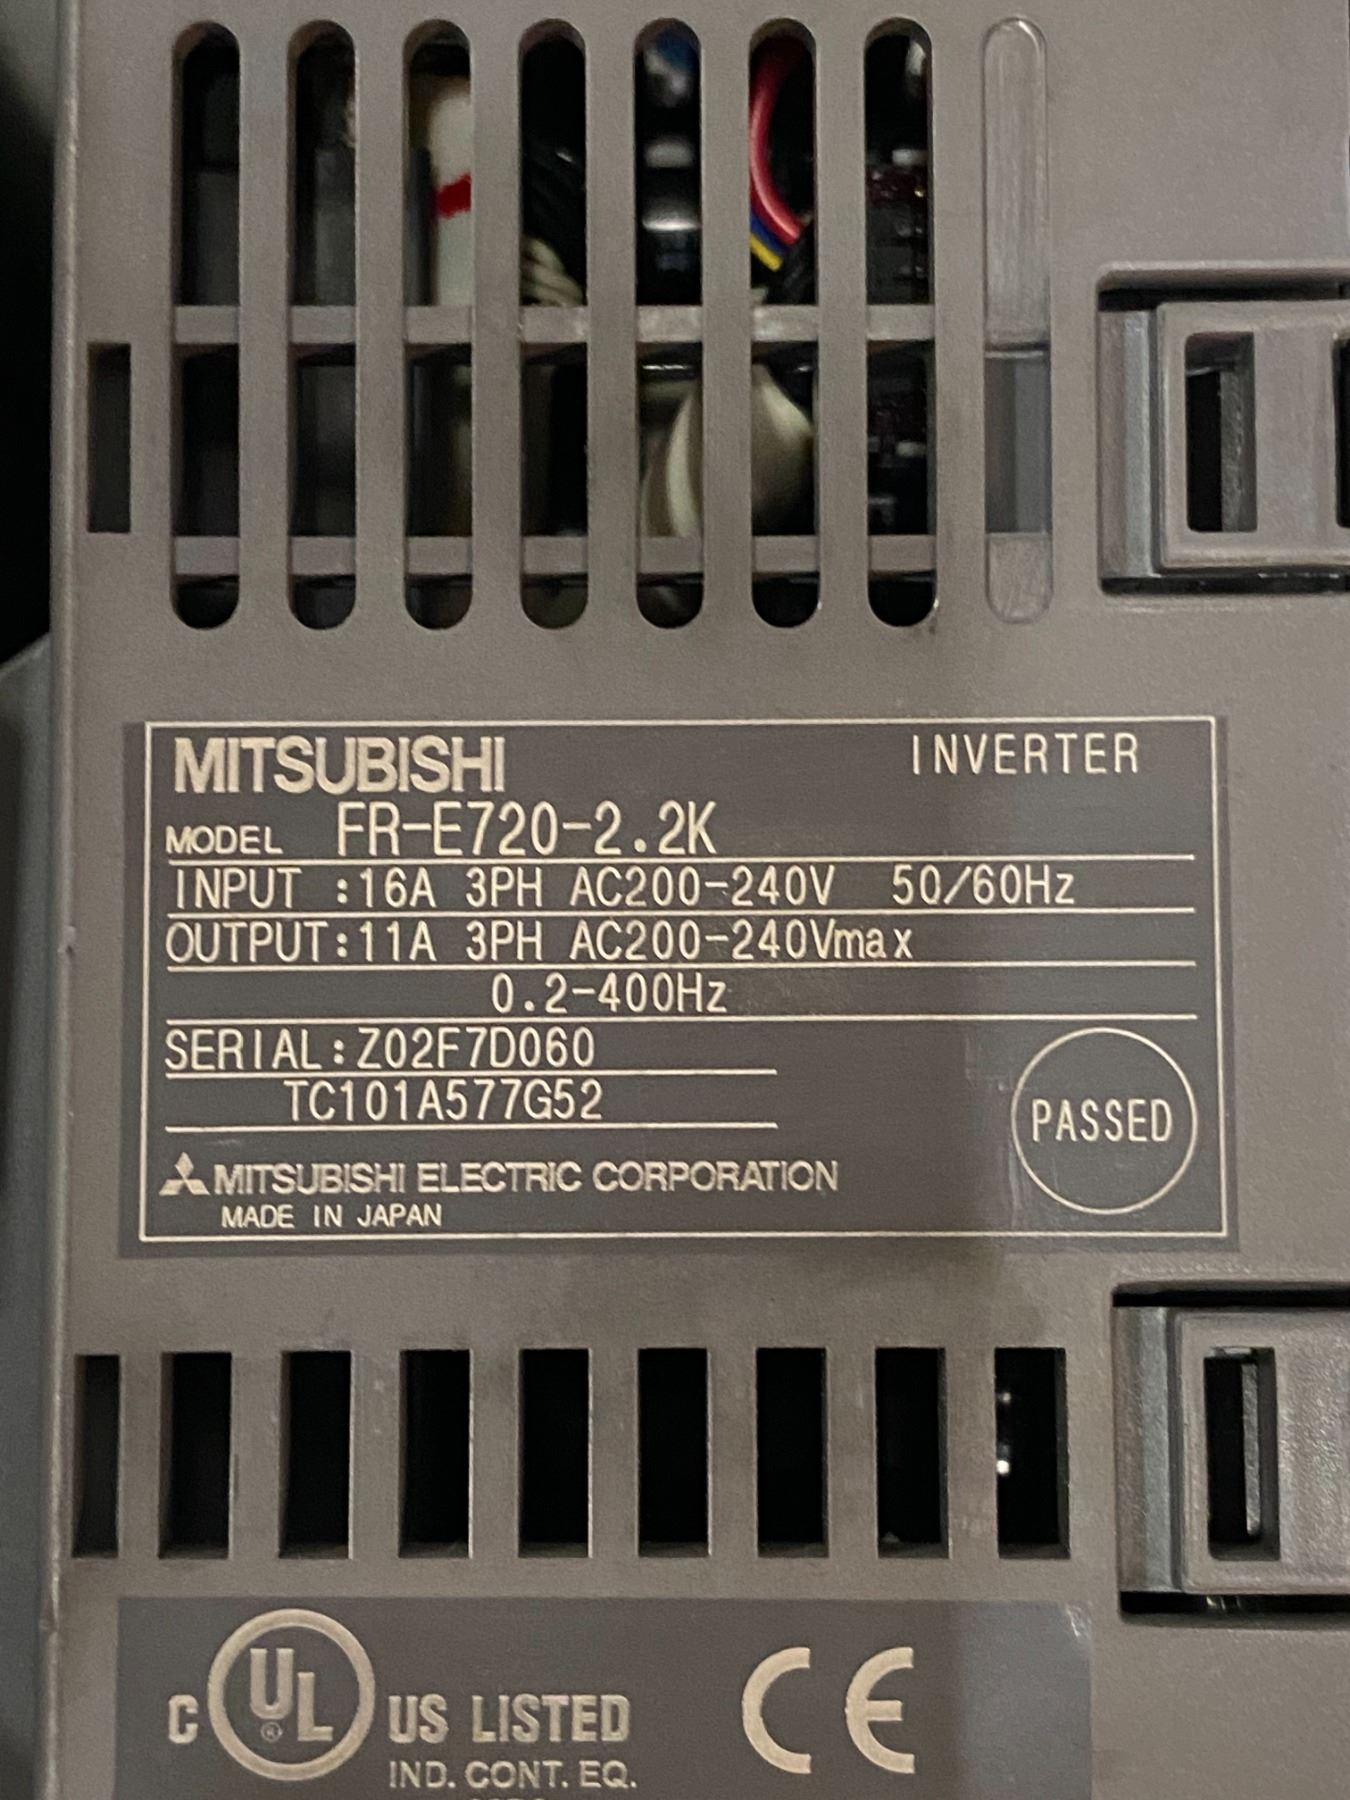 MITSUBISHI INVERTER
MODEL FR-E720-2.2K
INPUT :16A 3PH AC200-240V 50/60Hz
OUTPUT:11A 3PH AC200-240Vmax
0.2-400Hz
SERIAL:Z02F7D060
TC101A577G52
PASSED
MITSUBISHI ELECTRIC CORPORATION
MADE IN JAPAN
C UL ® US LISTED
IND. CONT. EQ.
CE